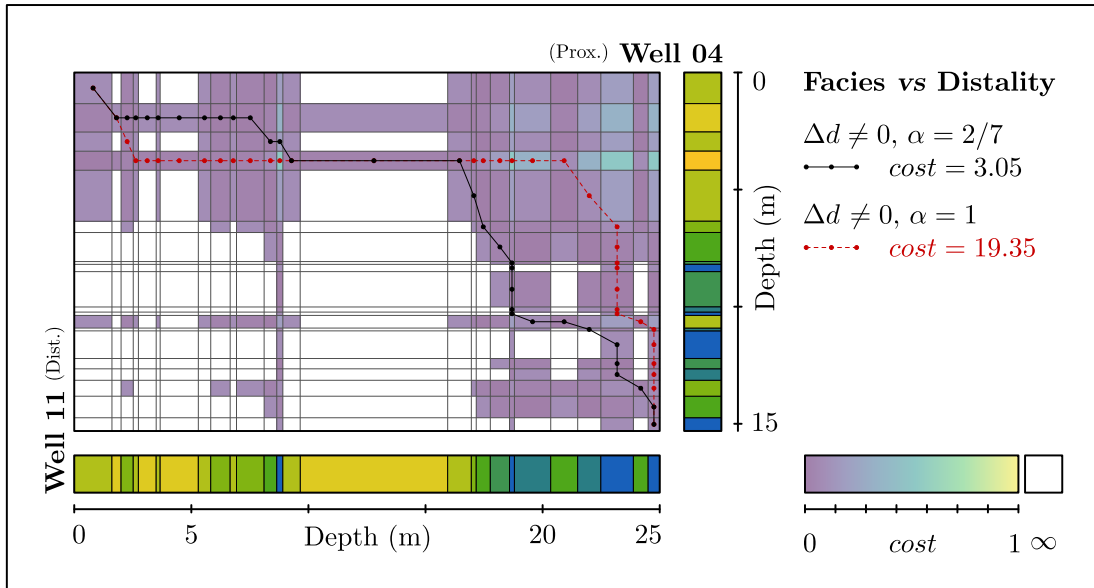 (Prox.) Well 04
Facies vs Distality
Δd ≠ 0, α = 2/7
cost = 3.05
Δd ≠ 0, α = 1
cost = 19.35
0
Depth (m)
15
Well 11 (Dist.)
0 5 Depth (m) 20 25
0 cost 1 ∞